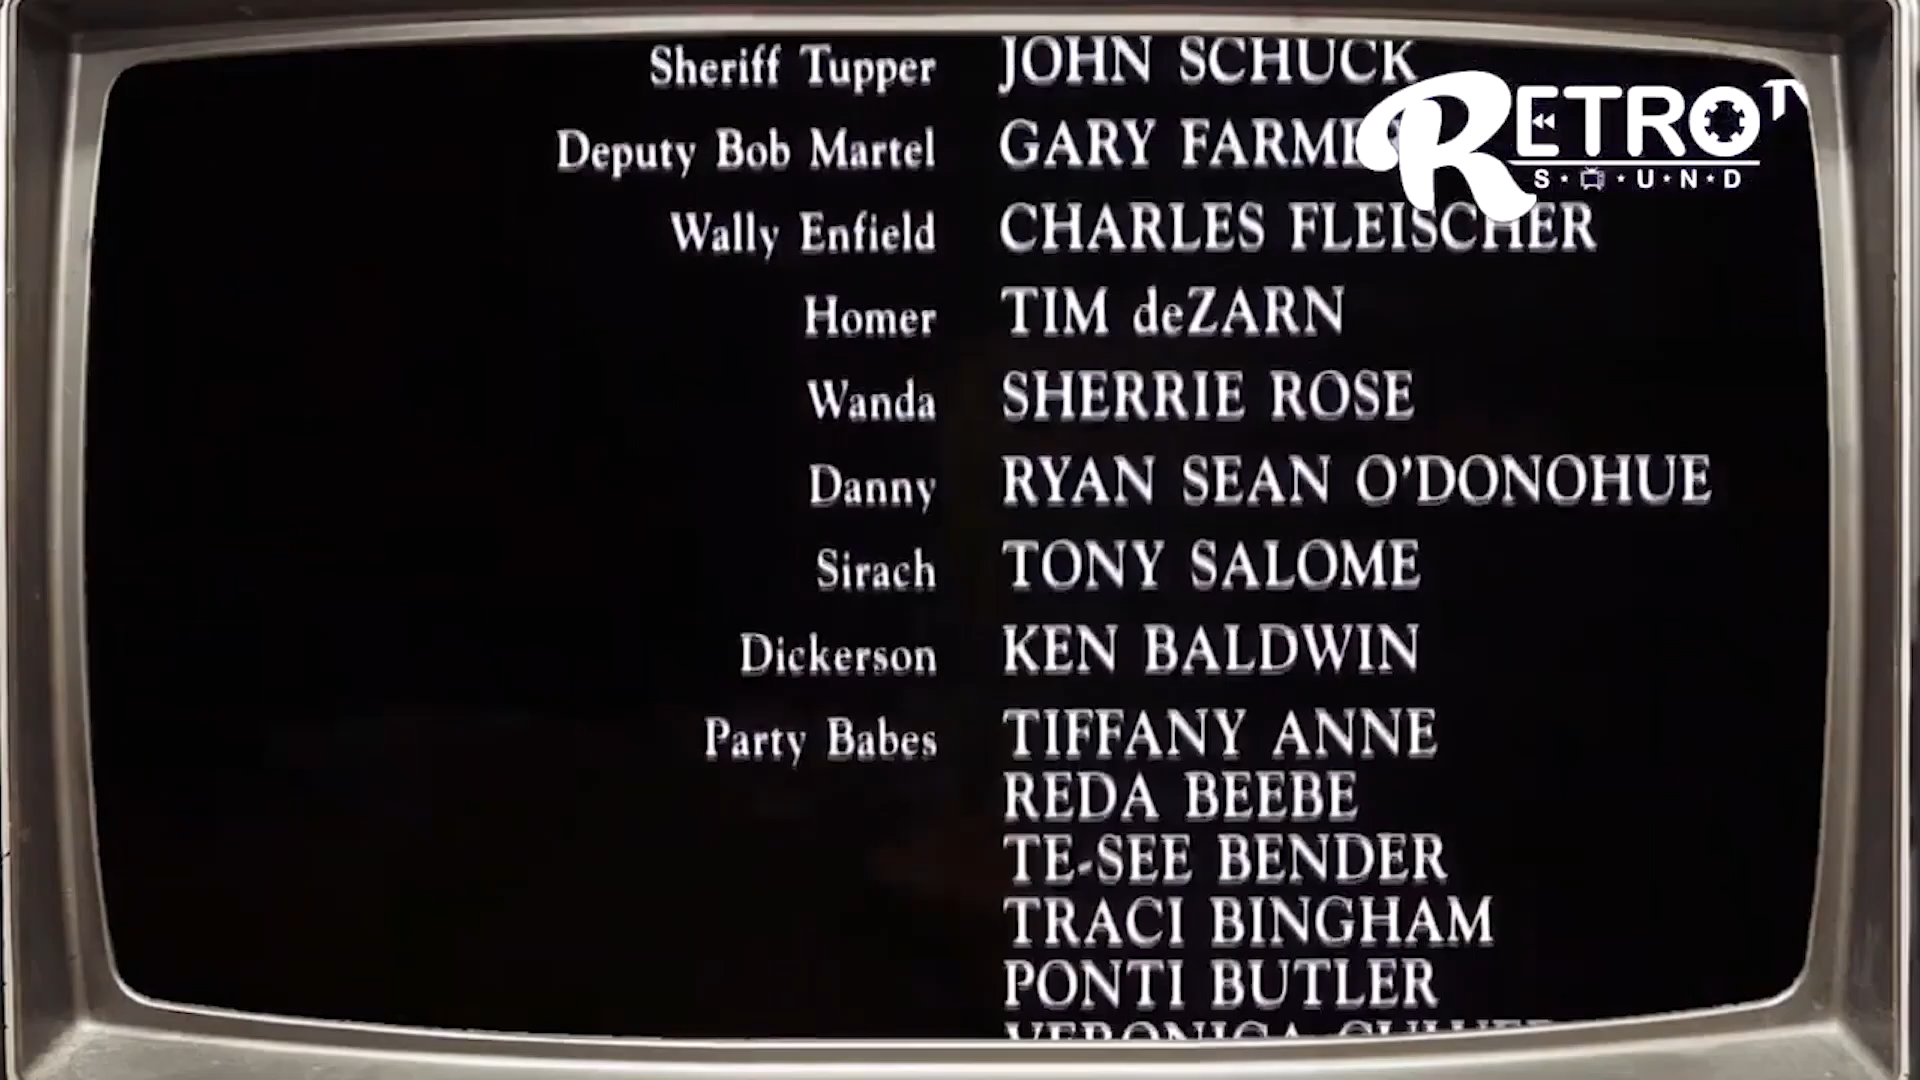 Sheriff Tupper JOHN SCHUCK
RETRO TV
SOUND
Deputy Bob Martel GARY
Wally Enfield CHARLES FLEISCHER
Homer TIM deZARN
Wanda SHERRIE ROSE
Danny RYAN SEAN O'DONOHUE
Sirach TONY SALOME
Dickerson KEN BALDWIN
Party Babes TIFFANY ANNE
REDA BEEBE
TE-SEE BENDER
TRACI BINGHAM
PONTI BUTLER